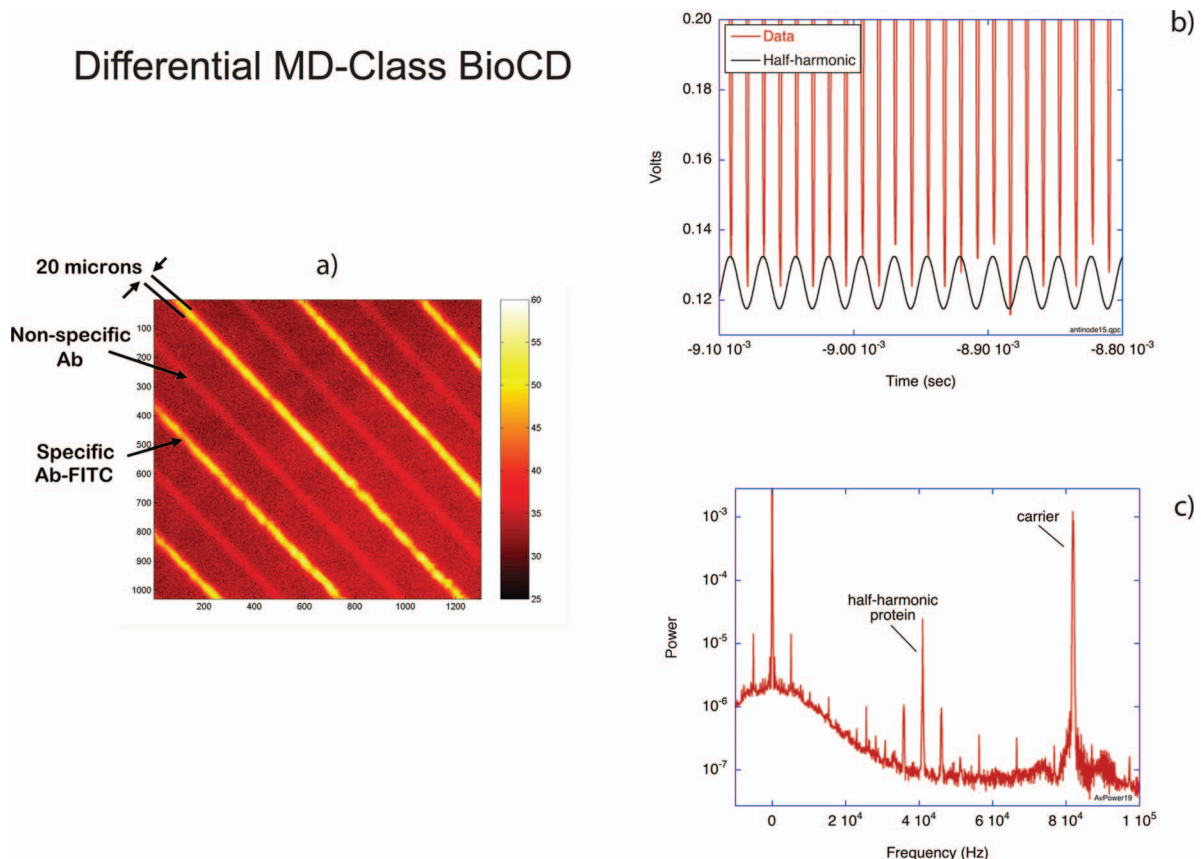 Differential MD-Class BioCD
a)
20 microns
Non-specific
Ab
Specific
Ab-FITC
100
200
300
400
500
600
700
800
900
1000
200
400
600
800
1000
1200
60
55
50
45
40
35
30
25
b)
Data
Half-harmonic
0.20
0.18
0.16
0.14
0.12
Volts
antinode15.qpc
-9.10 10⁻³
-9.00 10⁻³
-8.90 10⁻³
-8.80 10⁻³
Time (sec)
c)
carrier
half-harmonic
protein
10⁻³
10⁻⁴
10⁻⁵
10⁻⁶
10⁻⁷
Power
AvPower19
0
2 10⁴
4 10⁴
6 10⁴
8 10⁴
1 10⁵
Frequency (Hz)